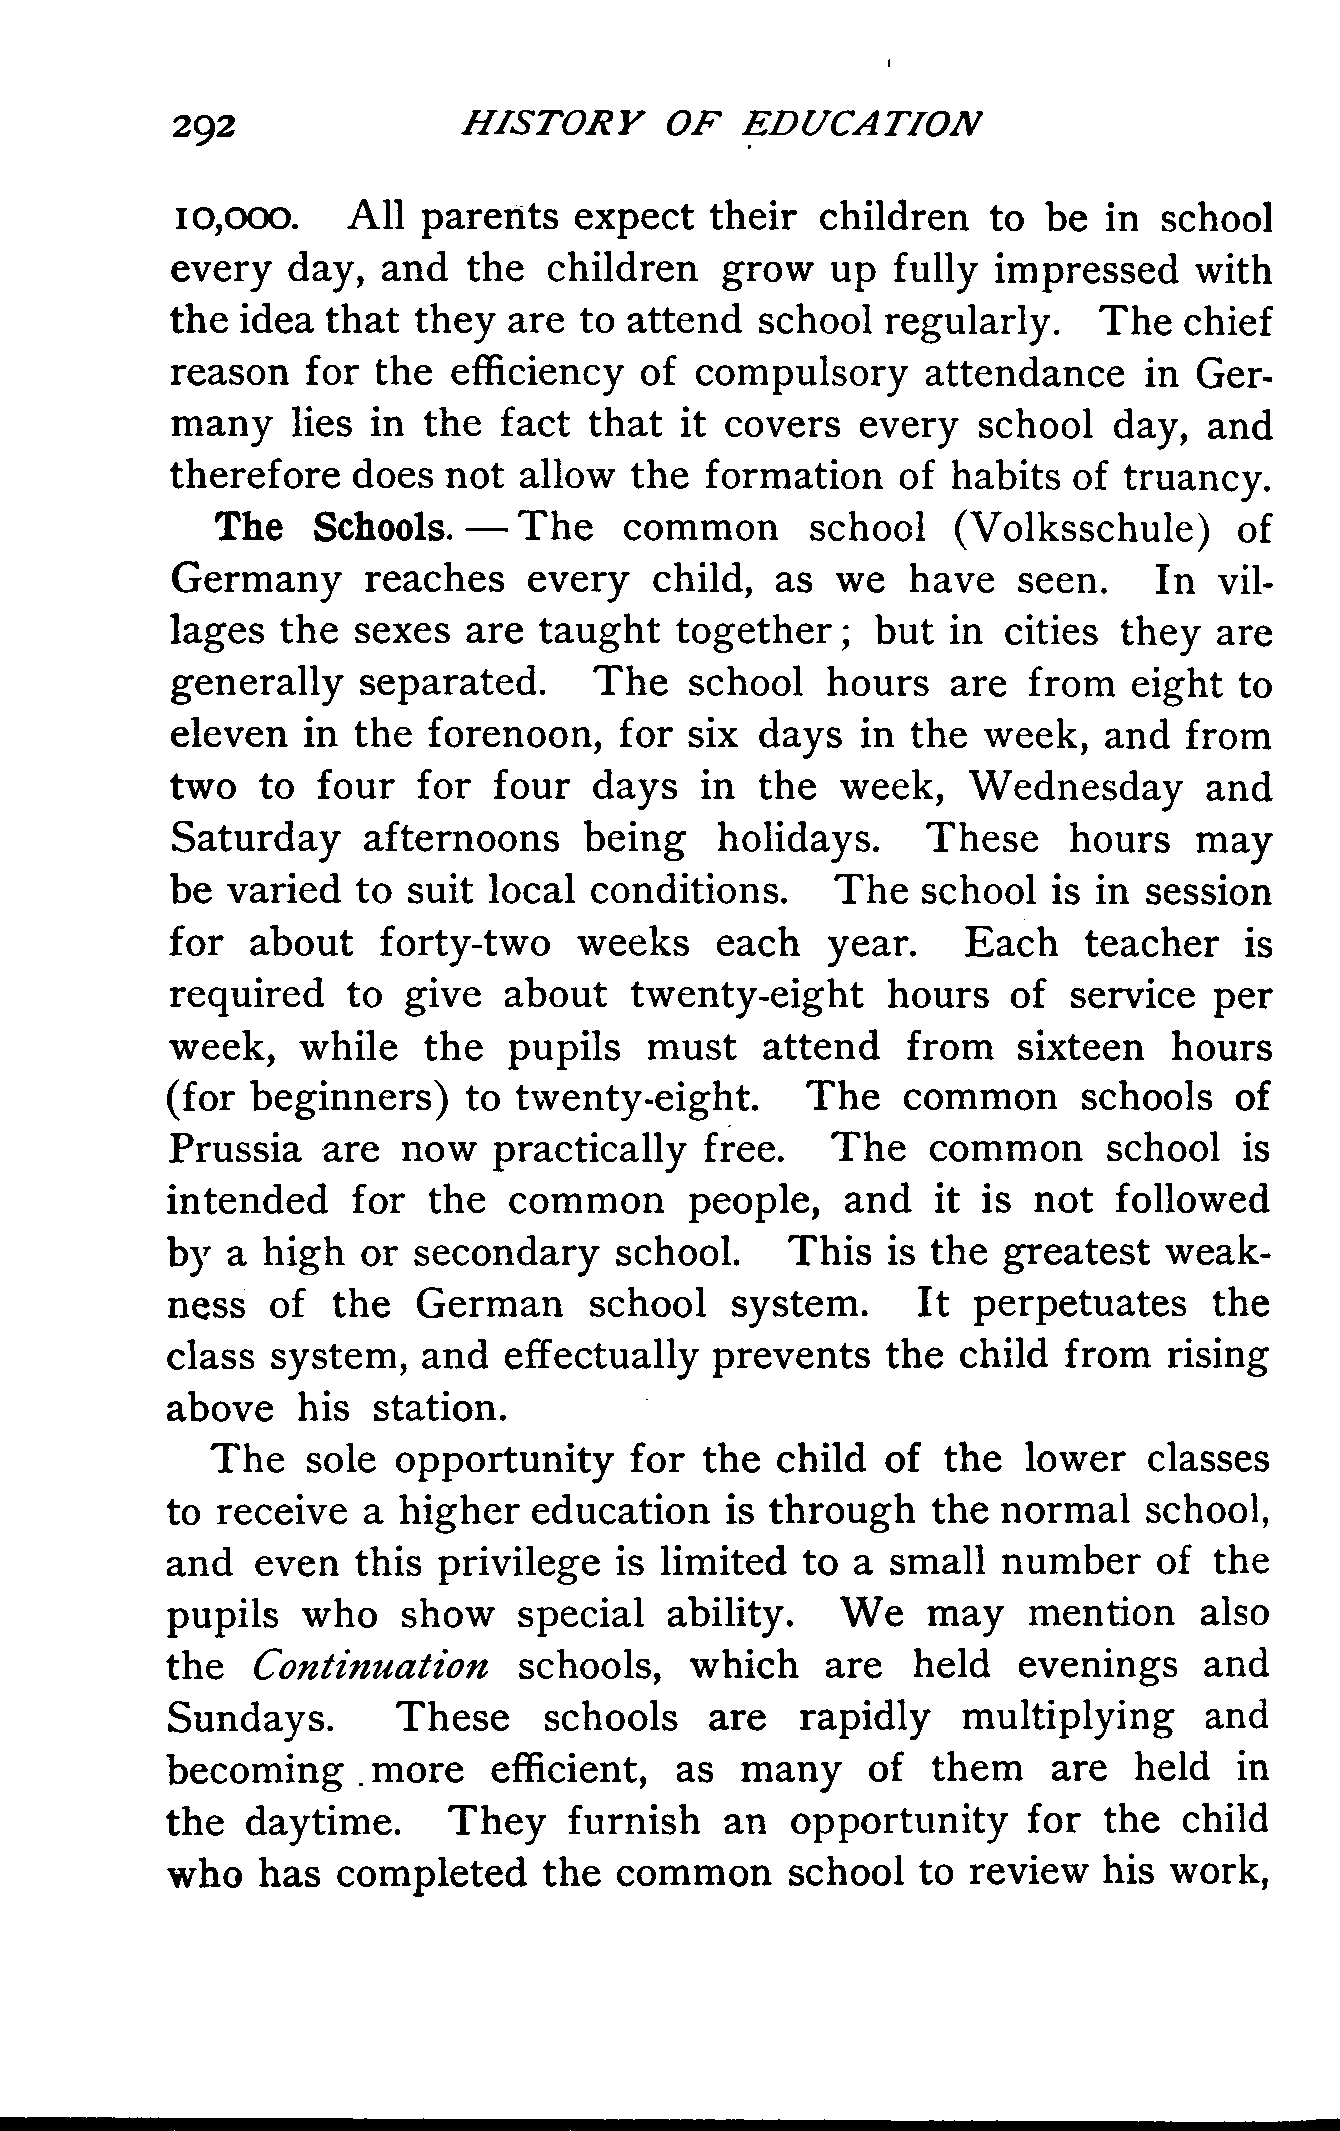 292 HISTORY OF EDUCATION
10,000. All parents expect their children to be in school
every day, and the children grow up fully impressed with
the idea that they are to attend school regularly. The chief
reason for the efficiency of compulsory attendance in Ger-
many lies in the fact that it covers every school day, and
therefore does not allow the formation of habits of truancy.
The Schools. — The common school (Volksschule) of
Germany reaches every child, as we have seen. In vil-
lages the sexes are taught together; but in cities they are
generally separated. The school hours are from eight to
eleven in the forenoon, for six days in the week, and from
two to four for four days in the week, Wednesday and
Saturday afternoons being holidays. These hours may
be varied to suit local conditions. The school is in session
for about forty-two weeks each year. Each teacher is
required to give about twenty-eight hours of service per
week, while the pupils must attend from sixteen hours
(for beginners) to twenty-eight. The common schools of
Prussia are now practically free. The common school is
intended for the common people, and it is not followed
by a high or secondary school. This is the greatest weak-
ness of the German school system. It perpetuates the
class system, and effectually prevents the child from rising
above his station.
The sole opportunity for the child of the lower classes
to receive a higher education is through the normal school,
and even this privilege is limited to a small number of the
pupils who show special ability. We may mention also
the Continuation schools, which are held evenings and
Sundays. These schools are rapidly multiplying and
becoming more efficient, as many of them are held in
the daytime. They furnish an opportunity for the child
who has completed the common school to review his work,